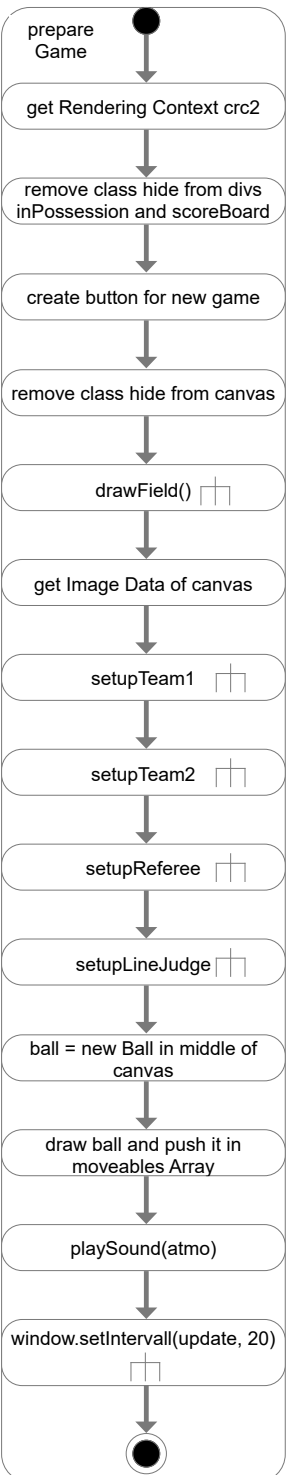 prepare
Game
get Rendering Context crc2
remove class hide from divs
inPossession and scoreBoard
create button for new game
remove class hide from canvas
drawField()
get Image Data of canvas
setupTeam1
setupTeam2
setupReferee
setupLineJudge
ball = new Ball in middle of
canvas
draw ball and push it in
moveables Array
playSound(atmo)
window.setIntervall(update, 20)